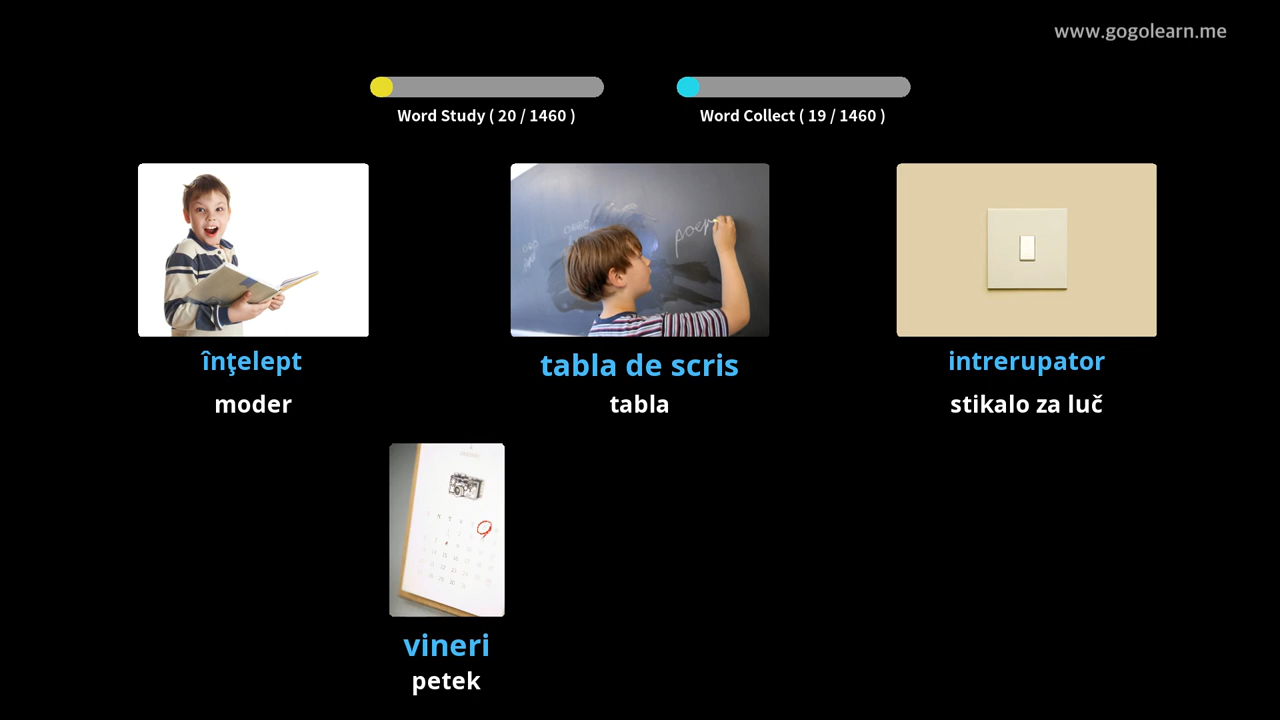 www.gogolearn.me
Word Study ( 20 / 1460 )
Word Collect ( 19 / 1460 )
poer
înţelept
tabla de scris
intrerupator
moder
tabla
stikalo za luč
vineri
petek